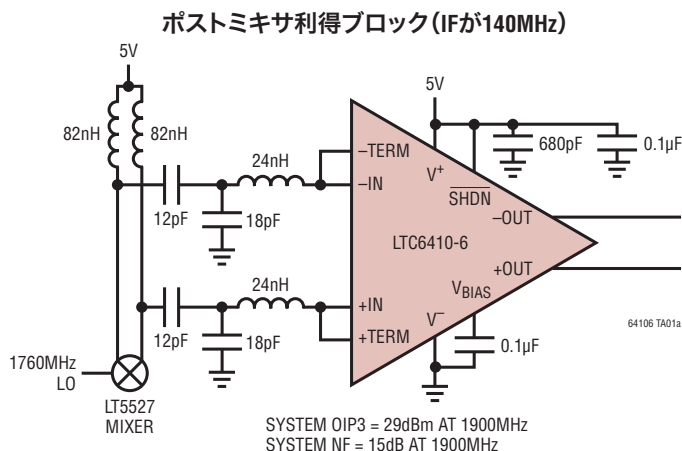 ポストミキサ利得ブロック(IFが140MHz)
5V
82nH
82nH
5V
24nH
680pF
0.1µF
–TERM
–IN
V+
SHDN
12pF
18pF
–OUT
LTC6410-6
+OUT
24nH
VBIAS
+IN
+TERM
V–
64106 TA01a
12pF
18pF
0.1µF
1760MHz
LO
LT5527
MIXER
SYSTEM OIP3 = 29dBm AT 1900MHz
SYSTEM NF = 15dB AT 1900MHz